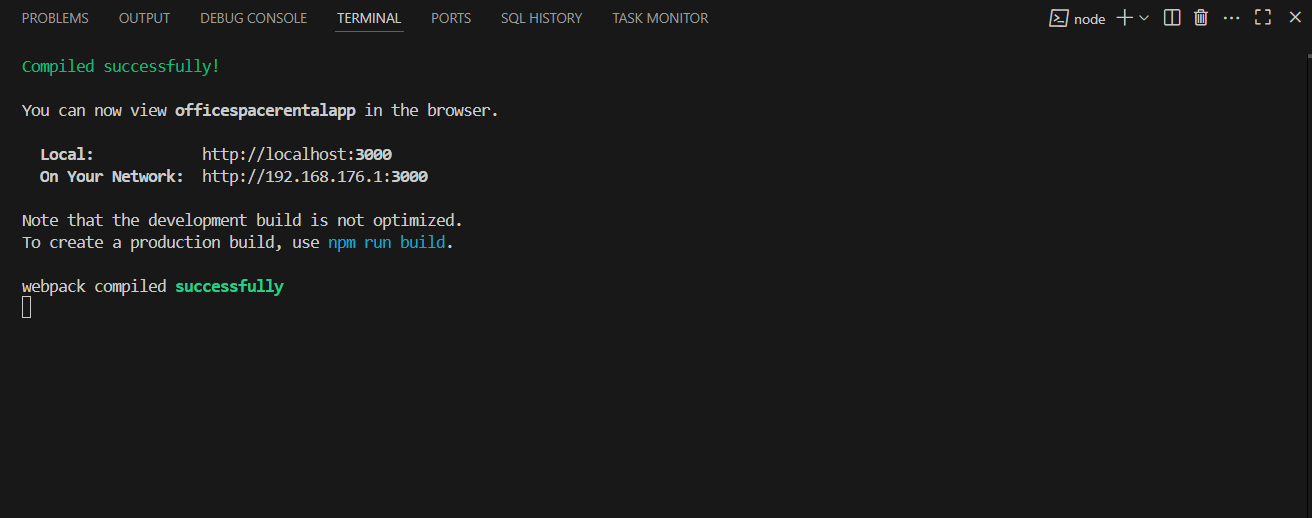 PROBLEMS OUTPUT DEBUG CONSOLE TERMINAL PORTS SQL HISTORY TASK MONITOR node
Compiled successfully!
You can now view officespacerentalapp in the browser.
Local: http://localhost:3000
On Your Network: http://192.168.176.1:3000
Note that the development build is not optimized.
To create a production build, use npm run build.
webpack compiled successfully